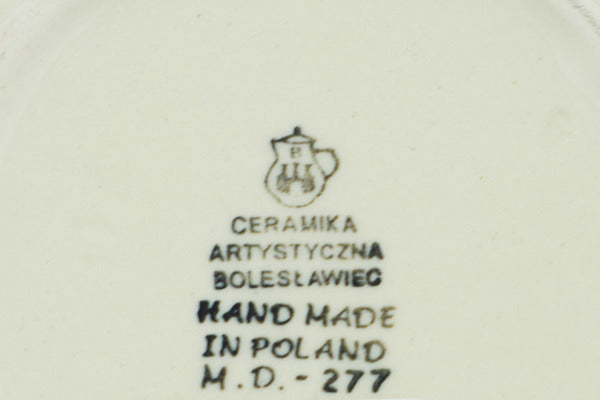 B
CERAMIKA
ARTYSTYCZNA
BOLESŁAWIEC
HAND MADE
IN POLAND
M.D.-277